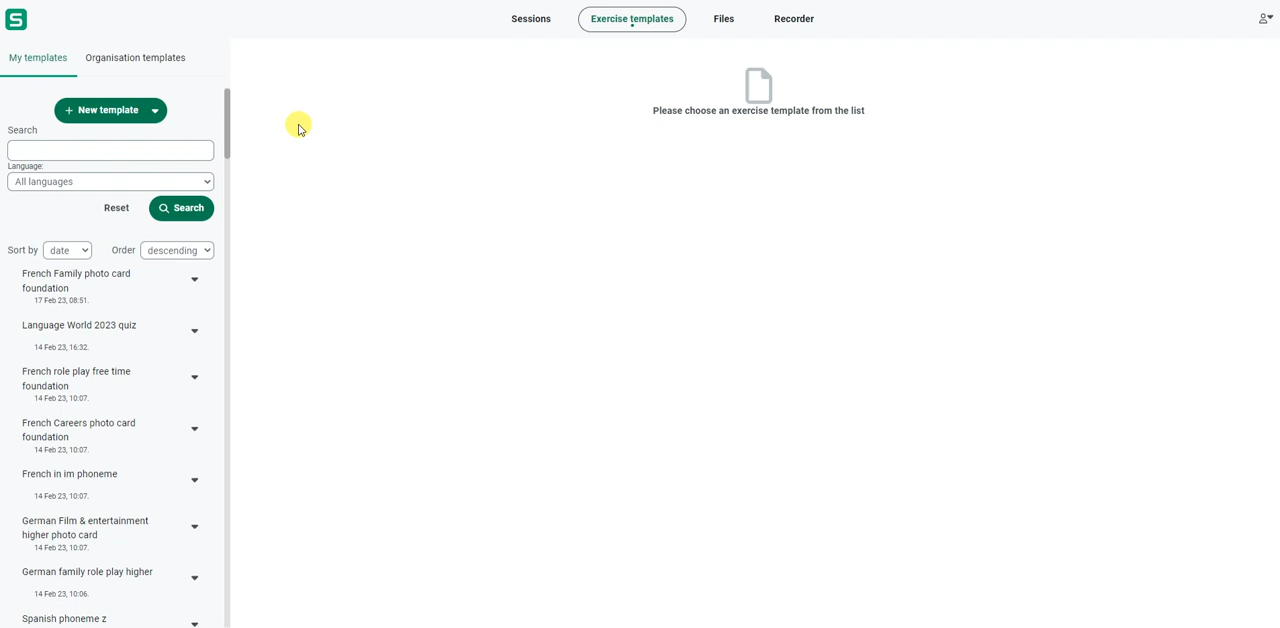 S
Sessions
Exercise templates
Files
Recorder
My templates
Organisation templates
+ New template
Search
Language:
All languages
Reset
Search
Sort by
date
Order
descending
French Family photo card
foundation
17 Feb 23, 08:51.
Language World 2023 quiz
14 Feb 23, 16:32.
French role play free time
foundation
14 Feb 23, 10:07.
French Careers photo card
foundation
14 Feb 23, 10:07.
French in im phoneme
14 Feb 23, 10:07.
German Film & entertainment
higher photo card
14 Feb 23, 10:07.
German family role play higher
14 Feb 23, 10:06.
Spanish phoneme z
Please choose an exercise template from the list